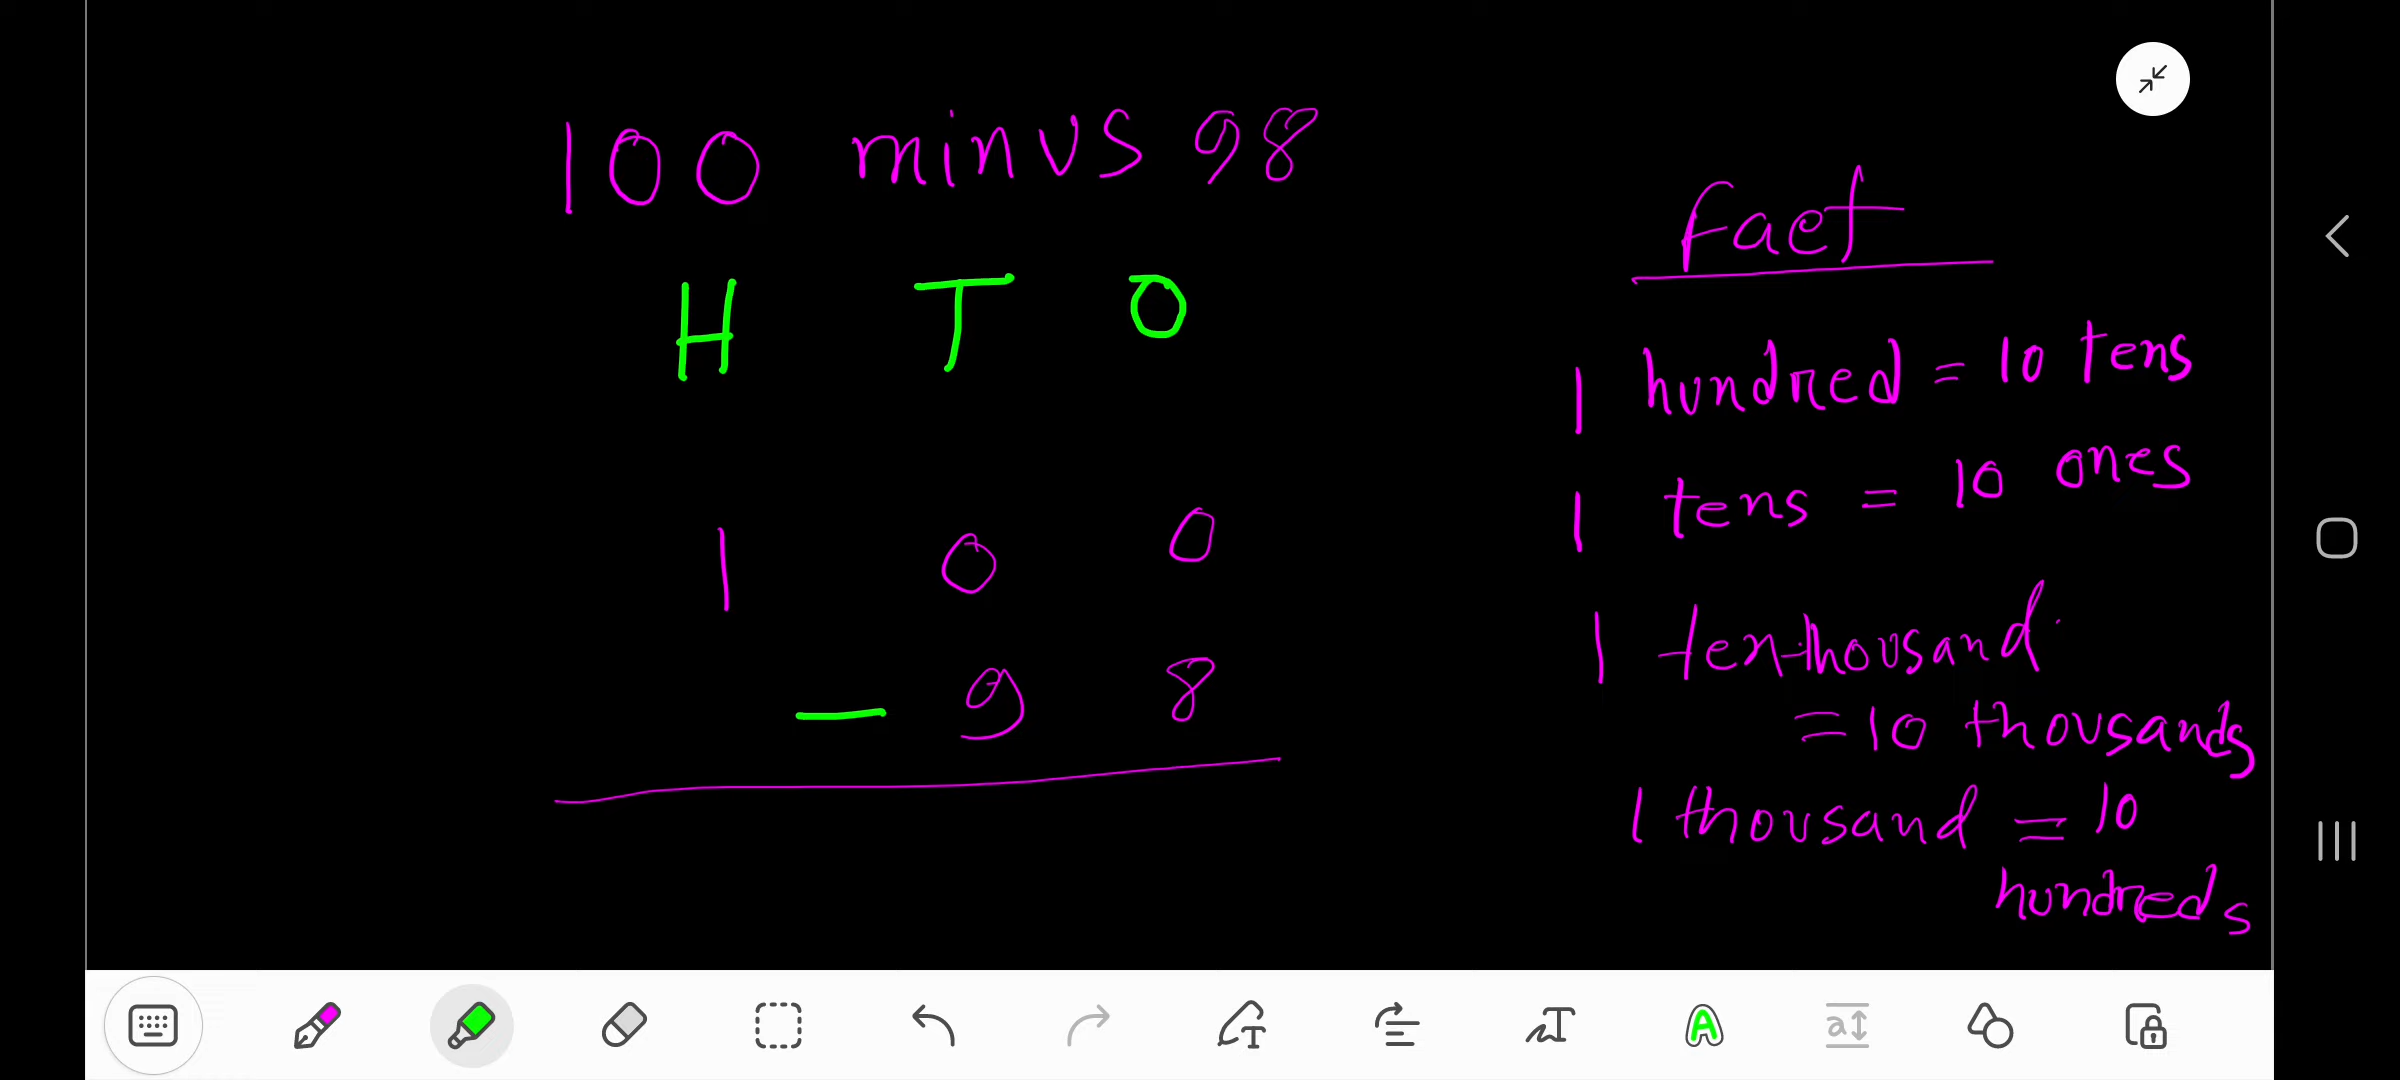 100 minus 98
H T O
1 0 0
— 9 8
Fact
1 hundred = 10 tens
1 tens = 10 ones
1 ten-thousand
= 10 thousands
1 thousand = 10
hundreds